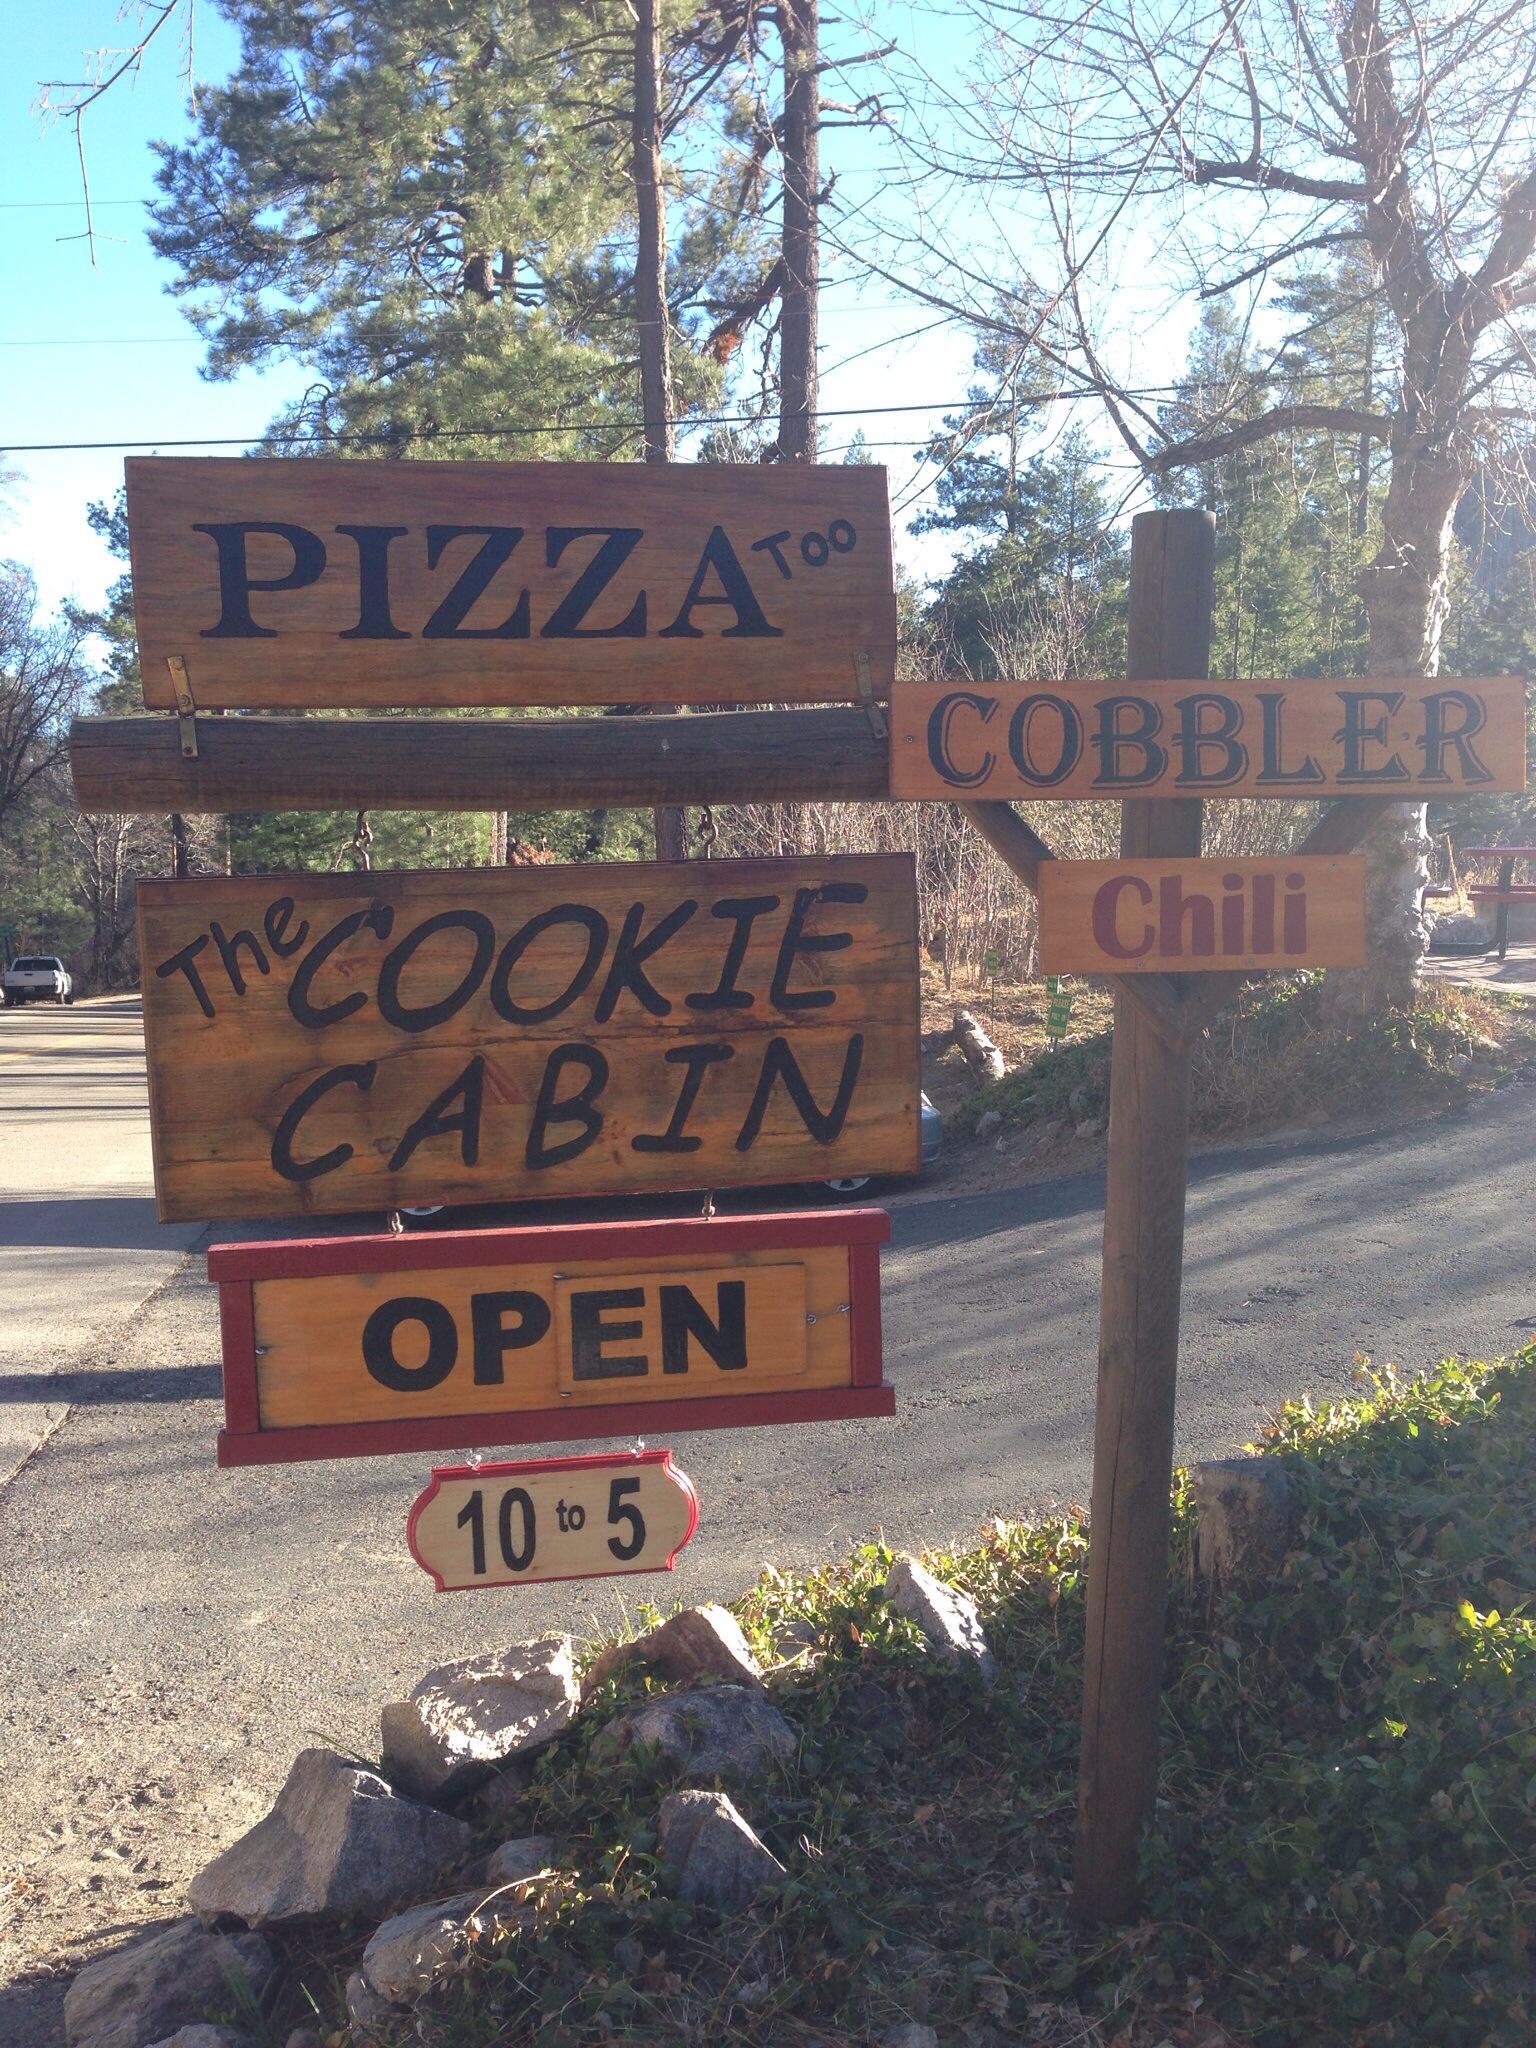 PIZZA Too
COBBLER
Chili
The COOKIE
CABIN
OPEN
10 to 5